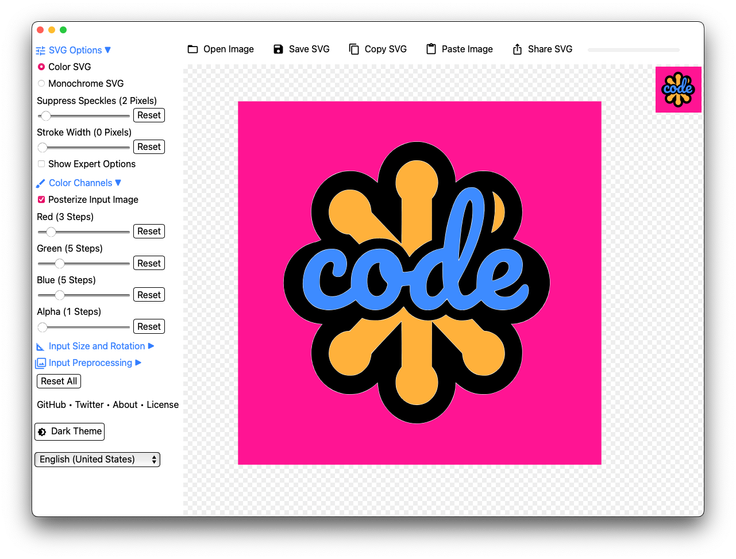 SVG Options ▼
Open Image
Save SVG
Copy SVG
Paste Image
Share SVG
Color SVG
Monochrome SVG
Suppress Speckles (2 Pixels)
Reset
Stroke Width (0 Pixels)
Reset
Show Expert Options
Color Channels ▼
Posterize Input Image
Red (3 Steps)
Reset
Green (5 Steps)
Reset
Blue (5 Steps)
Reset
Alpha (1 Steps)
Reset
Input Size and Rotation ▶
Input Preprocessing ▶
Reset All
GitHub • Twitter • About • License
Dark Theme
English (United States)
code
code